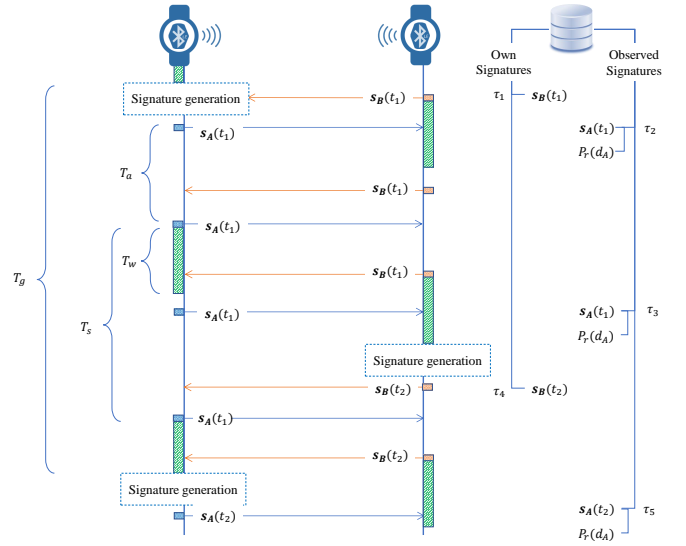 Own
Signatures
Observed
Signatures
Signature generation
s_B(t_1)
τ_1
s_B(t_1)
s_A(t_1)
s_A(t_1)
τ_2
P_r(d_A)
T_a
s_B(t_1)
s_A(t_1)
T_w
s_B(t_1)
T_g
s_A(t_1)
s_A(t_1)
τ_3
T_s
P_r(d_A)
Signature generation
s_B(t_2)
τ_4
s_B(t_2)
s_A(t_1)
s_B(t_2)
Signature generation
s_A(t_2)
s_A(t_2)
τ_5
P_r(d_A)